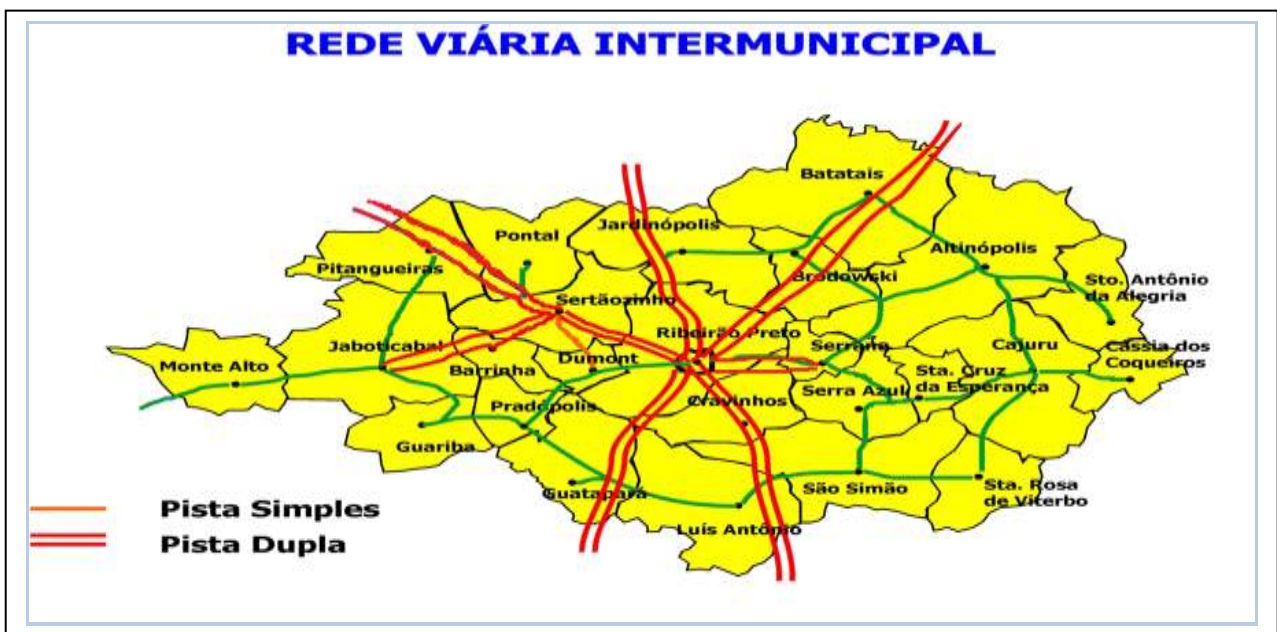 REDE VIÁRIA INTERMUNICIPAL
Batatais
Jardinópolis
Pontal
Altinópolis
Pitangueiras
Brodowski
Sto. Antônio
da Alegria
Sertãozinho
Ribeirão Preto
Jaboticabal
Serrana
Cajuru
Cássia dos
Coqueiros
Monte Alto
Barrinha
Dumont
Sta. Cruz
da Esperança
Serra Azul
Cravinhos
Pradópolis
Guariba
Guatapará
São Simão
Sta. Rosa
de Viterbo
Luís Antônio
Pista Simples
Pista Dupla